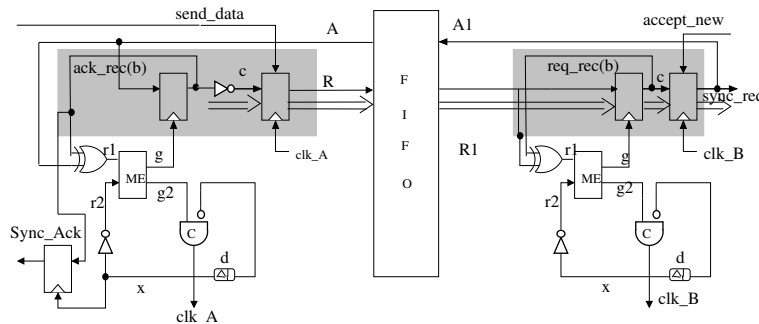 send_data
A
A1
accept_new
ack_rec(b)
c
R
F
I
F
O
req_rec(b)
c
sync_req
clk_A
R1
clk_B
r1
g
ME
g2
r2
C
d
Sync_Ack
x
clk_A
r1
g
ME
g2
r2
C
d
x
clk_B